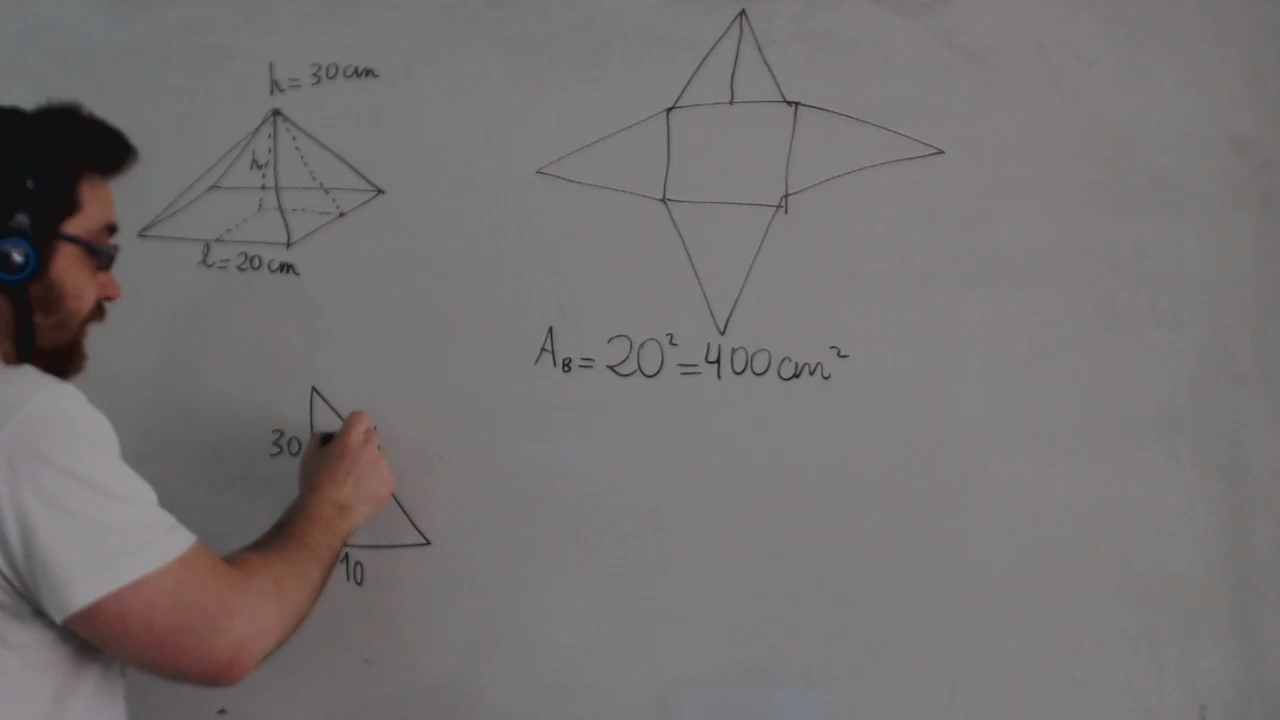 h = 30 cm
h
l = 20 cm
A_B = 20² = 400 cm²
30
10